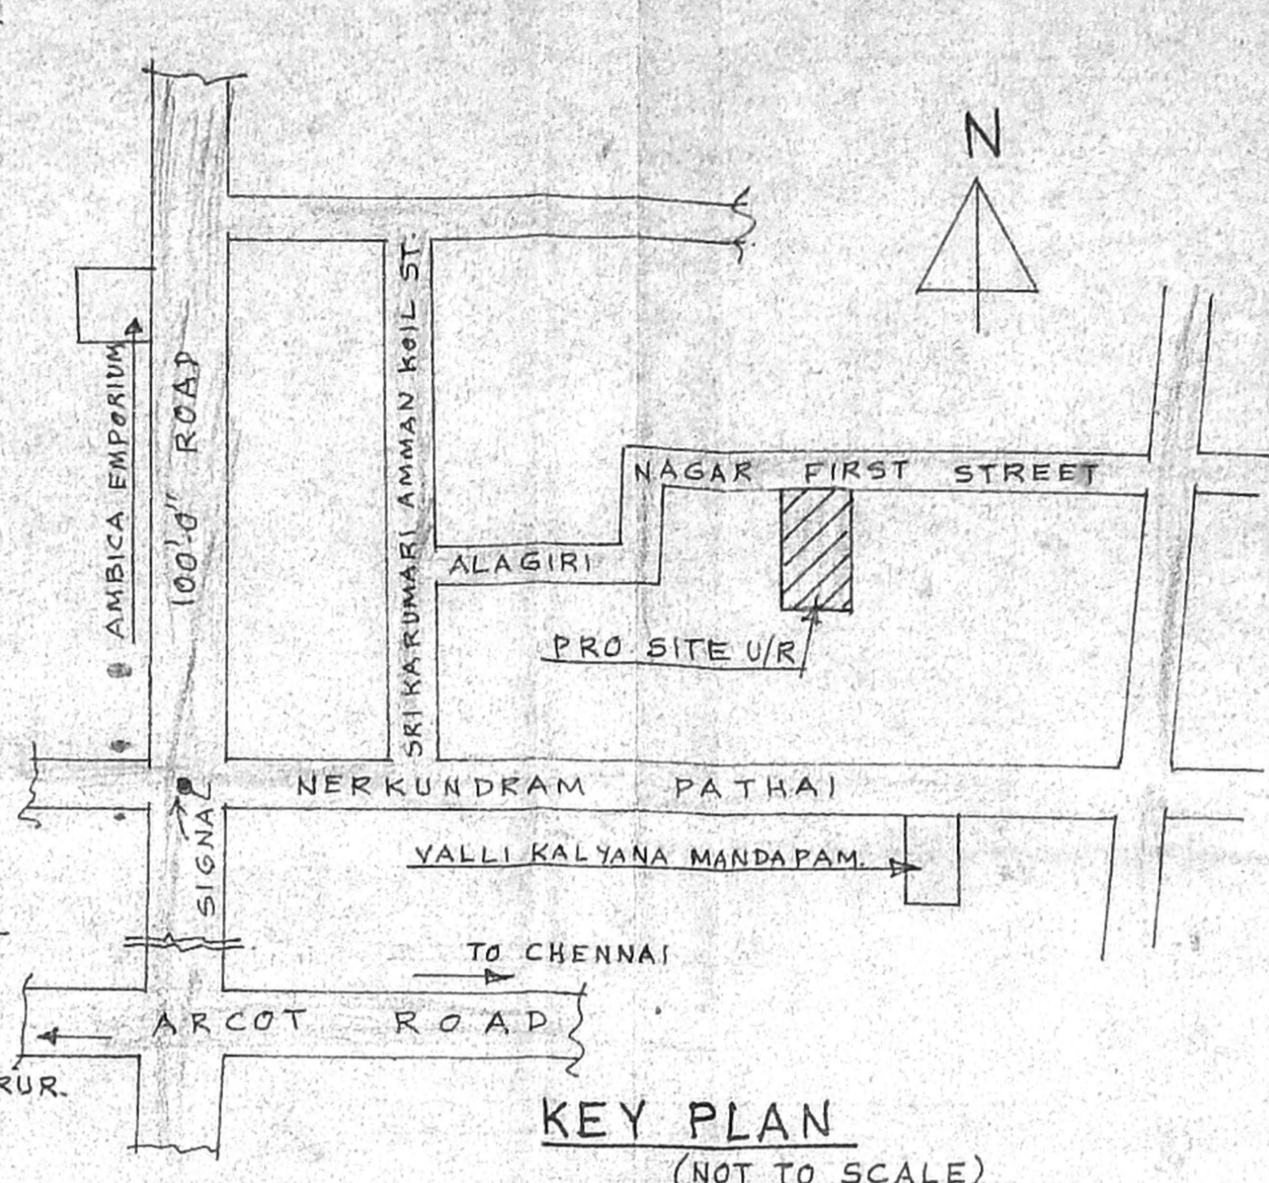 N
SRI KARUMARI AMMAN KOIL ST.
AMBICA EMPORIUM
100'-0" ROAD
NAGAR FIRST STREET
ALAGIRI
PRO SITE U/R
NERKUNDRAM PATHAI
SIGNAL
VALLI KALYANA MANDAPAM.
TO CHENNAI
ARCOT ROAD
RUR.
KEY PLAN
(NOT TO SCALE)